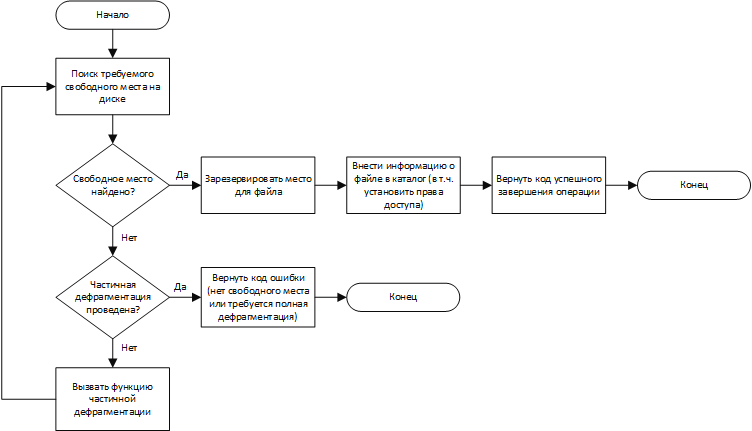 Начало
Поиск требуемого
свободного места на
диске
Свободное место
найдено?
Да
Зарезервировать место
для файла
Внести информацию о
файле в каталог (в т.ч.
установить права
доступа)
Вернуть код успешного
завершения операции
Конец
Нет
Частичная
дефрагментация
проведена?
Да
Вернуть код ошибки
(нет свободного места
или требуется полная
дефрагментация)
Конец
Нет
Вызвать функцию
частичной
дефрагментации